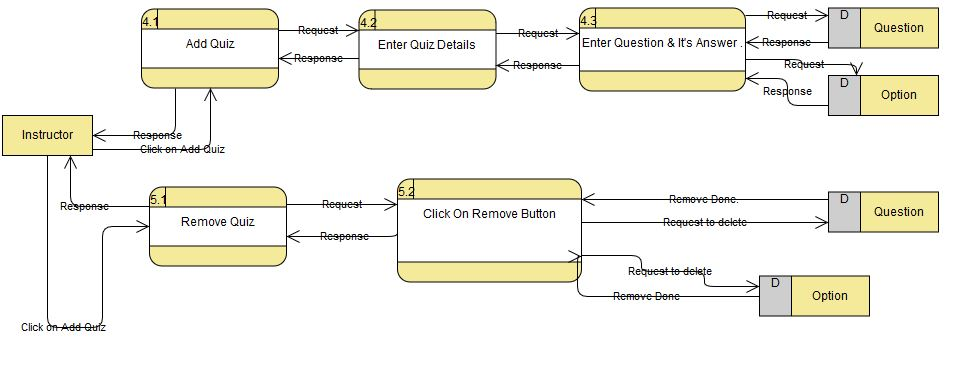 4.1
Add Quiz
Request
Response
4.2
Enter Quiz Details
Request
Response
4.3
Enter Question & It's Answer .
Request
Response
D
Question
Request
Response
D
Option
Instructor
Response
Click on Add Quiz
Response
5.1
Remove Quiz
Request
Response
5.2
Click On Remove Button
Remove Done.
Request to delete
D
Question
Request to delete
Remove Done
D
Option
Click on Add Quiz